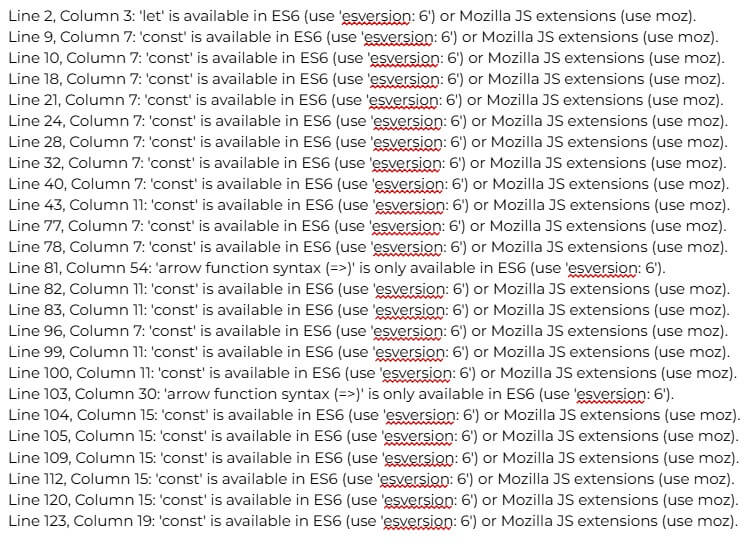 Line 2, Column 3: 'let' is available in ES6 (use 'esversion: 6') or Mozilla JS extensions (use moz).
Line 9, Column 7: 'const' is available in ES6 (use 'esversion: 6') or Mozilla JS extensions (use moz).
Line 10, Column 7: 'const' is available in ES6 (use 'esversion: 6') or Mozilla JS extensions (use moz).
Line 18, Column 7: 'const' is available in ES6 (use 'esversion: 6') or Mozilla JS extensions (use moz).
Line 21, Column 7: 'const' is available in ES6 (use 'esversion: 6') or Mozilla JS extensions (use moz).
Line 24, Column 7: 'const' is available in ES6 (use 'esversion: 6') or Mozilla JS extensions (use moz).
Line 28, Column 7: 'const' is available in ES6 (use 'esversion: 6') or Mozilla JS extensions (use moz).
Line 32, Column 7: 'const' is available in ES6 (use 'esversion: 6') or Mozilla JS extensions (use moz).
Line 40, Column 7: 'const' is available in ES6 (use 'esversion: 6') or Mozilla JS extensions (use moz).
Line 43, Column 11: 'const' is available in ES6 (use 'esversion: 6') or Mozilla JS extensions (use moz).
Line 77, Column 7: 'const' is available in ES6 (use 'esversion: 6') or Mozilla JS extensions (use moz).
Line 78, Column 7: 'const' is available in ES6 (use 'esversion: 6') or Mozilla JS extensions (use moz).
Line 81, Column 54: 'arrow function syntax (=>)' is only available in ES6 (use 'esversion: 6').
Line 82, Column 11: 'const' is available in ES6 (use 'esversion: 6') or Mozilla JS extensions (use moz).
Line 83, Column 11: 'const' is available in ES6 (use 'esversion: 6') or Mozilla JS extensions (use moz).
Line 96, Column 7: 'const' is available in ES6 (use 'esversion: 6') or Mozilla JS extensions (use moz).
Line 99, Column 11: 'const' is available in ES6 (use 'esversion: 6') or Mozilla JS extensions (use moz).
Line 100, Column 11: 'const' is available in ES6 (use 'esversion: 6') or Mozilla JS extensions (use moz).
Line 103, Column 30: 'arrow function syntax (=>)' is only available in ES6 (use 'esversion: 6').
Line 104, Column 15: 'const' is available in ES6 (use 'esversion: 6') or Mozilla JS extensions (use moz).
Line 105, Column 15: 'const' is available in ES6 (use 'esversion: 6') or Mozilla JS extensions (use moz).
Line 109, Column 15: 'const' is available in ES6 (use 'esversion: 6') or Mozilla JS extensions (use moz).
Line 112, Column 15: 'const' is available in ES6 (use 'esversion: 6') or Mozilla JS extensions (use moz).
Line 120, Column 15: 'const' is available in ES6 (use 'esversion: 6') or Mozilla JS extensions (use moz).
Line 123, Column 19: 'const' is available in ES6 (use 'esversion: 6') or Mozilla JS extensions (use moz).